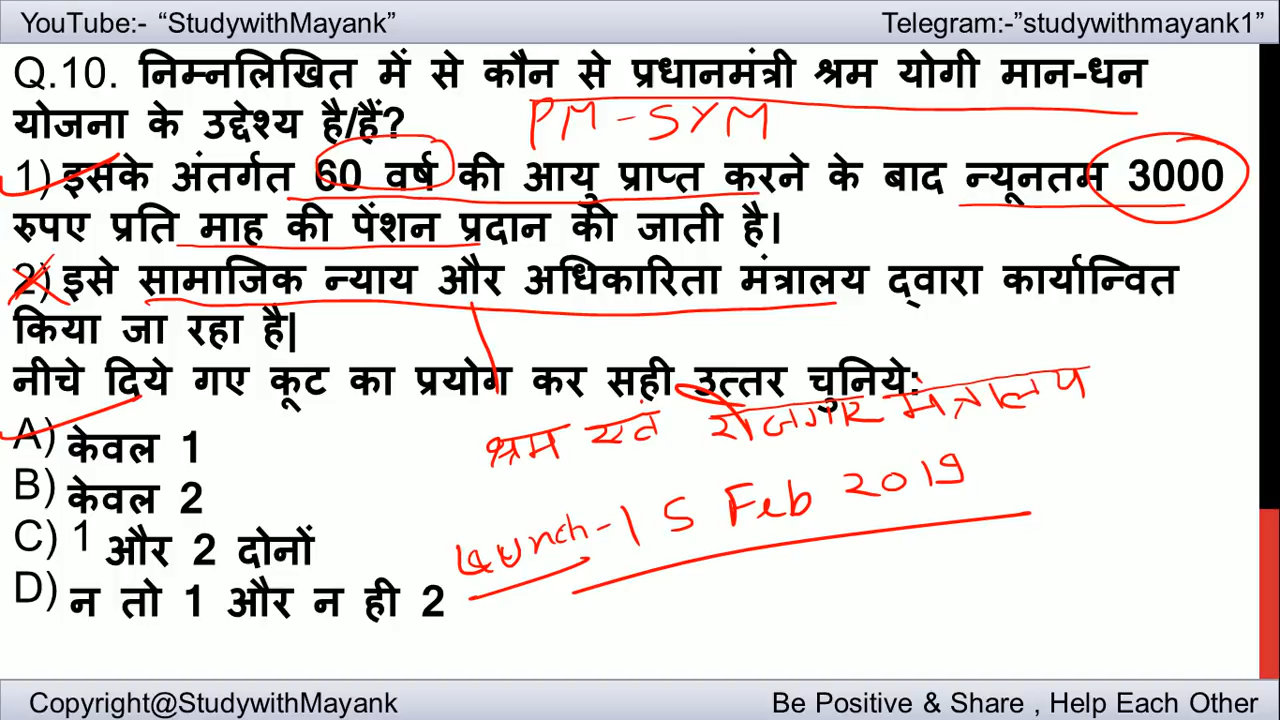 YouTube:- “StudywithMayank” Telegram:-”studywithmayank1”
Q.10. निम्नलिखित में से कौन से प्रधानमंत्री श्रम योगी मान-धन
योजना के उद्देश्य है/हैं? PM-SYM
1) इसके अंतर्गत 60 वर्ष की आयु प्राप्त करने के बाद न्यूनतम 3000
रुपए प्रति माह की पेंशन प्रदान की जाती है।
2) इसे सामाजिक न्याय और अधिकारिता मंत्रालय द्वारा कार्यान्वित
किया जा रहा है|
नीचे दिये गए कूट का प्रयोग कर सही उत्तर चुनिये:
श्रम एवं रोजगार मंत्रालय
A) केवल 1
B) केवल 2
Launch-15 Feb 2019
C) 1 और 2 दोनों
D) न तो 1 और न ही 2
Copyright@StudywithMayank Be Positive & Share , Help Each Other